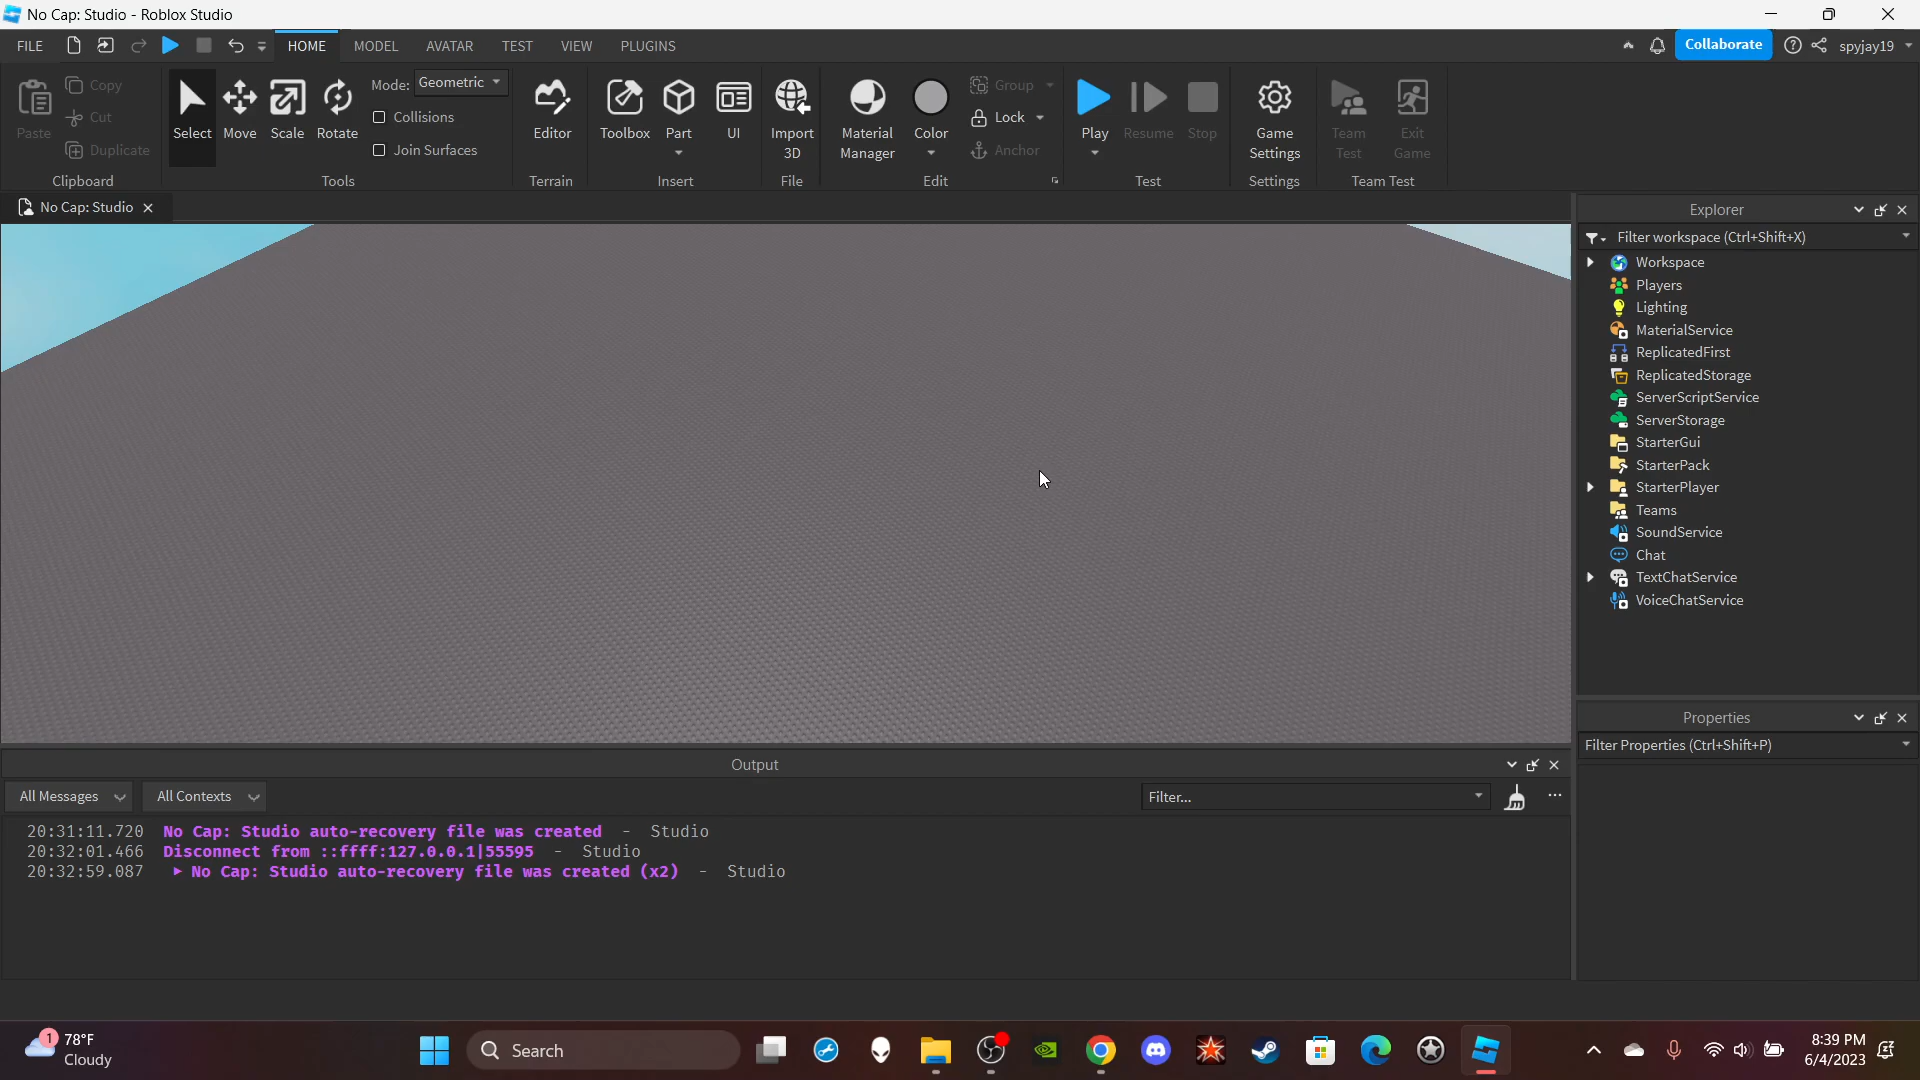 No Cap: Studio - Roblox Studio
FILE
HOME
MODEL
AVATAR
TEST
VIEW
PLUGINS
Collaborate
spyjay19
Paste
Copy
Cut
Duplicate
Clipboard
Select
Move
Scale
Rotate
Mode: Geometric
Collisions
Join Surfaces
Tools
Editor
Terrain
Toolbox
Part
UI
Insert
Import
3D
File
Material
Manager
Color
Group
Lock
Anchor
Edit
Play
Resume
Stop
Test
Game
Settings
Settings
Team
Test
Exit
Game
Team Test
No Cap: Studio
Explorer
Filter workspace (Ctrl+Shift+X)
Workspace
Players
Lighting
MaterialService
ReplicatedFirst
ReplicatedStorage
ServerScriptService
ServerStorage
StarterGui
StarterPack
StarterPlayer
Teams
SoundService
Chat
TextChatService
VoiceChatService
Properties
Filter Properties (Ctrl+Shift+P)
Output
All Messages
All Contexts
Filter...
20:31:11.720 No Cap: Studio auto-recovery file was created - Studio
20:32:01.466 Disconnect from ::ffff:127.0.0.1|55595 - Studio
20:32:59.087 No Cap: Studio auto-recovery file was created (x2) - Studio
1
78°F
Cloudy
Search
8:39 PM
6/4/2023